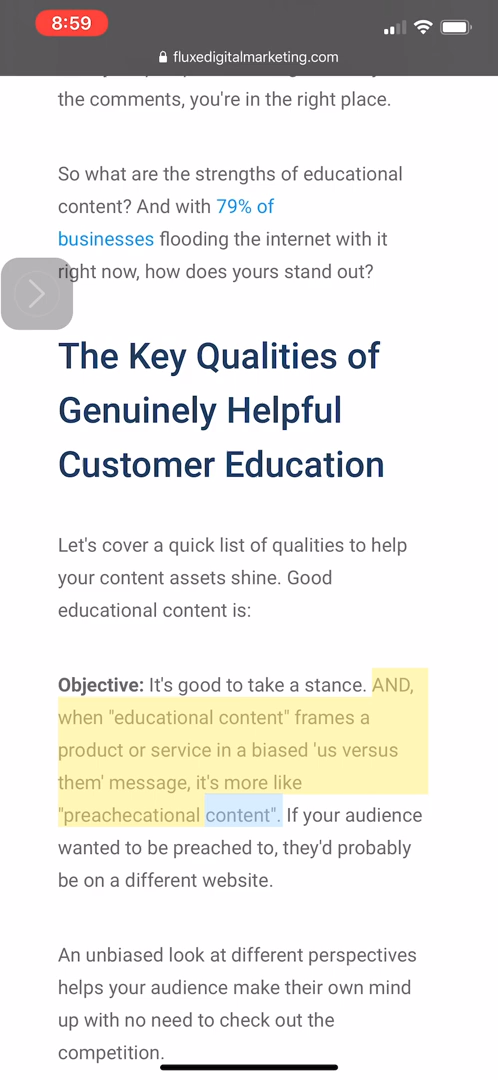 8:59
fluxedigitalmarketing.com
the comments, you're in the right place.
So what are the strengths of educational
content? And with 79% of
businesses flooding the internet with it
right now, how does yours stand out?
The Key Qualities of
Genuinely Helpful
Customer Education
Let's cover a quick list of qualities to help
your content assets shine. Good
educational content is:
Objective: It's good to take a stance. AND,
when "educational content" frames a
product or service in a biased 'us versus
them' message, it's more like
"preachecational content". If your audience
wanted to be preached to, they'd probably
be on a different website.
An unbiased look at different perspectives
helps your audience make their own mind
up with no need to check out the
competition.